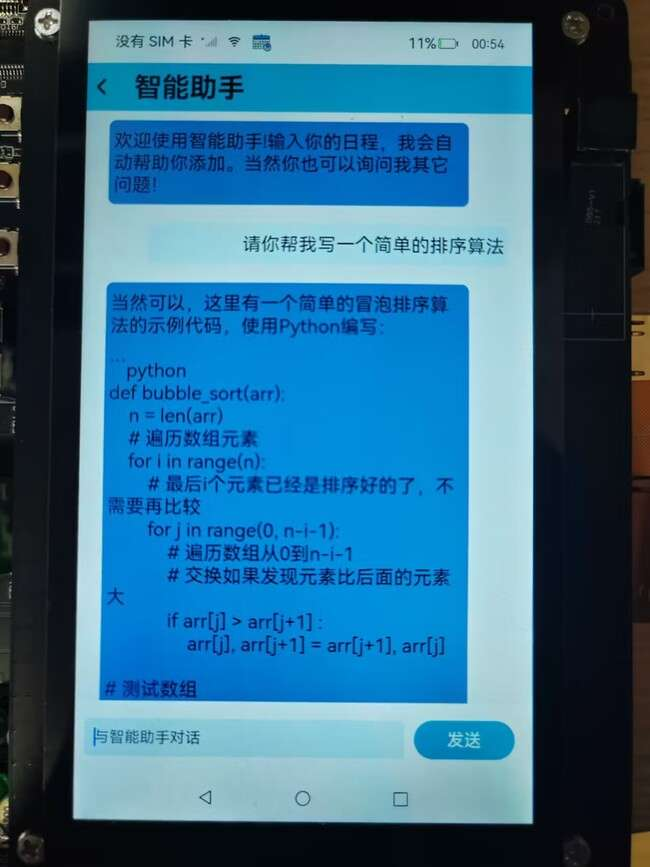 没有 SIM 卡 11% 00:54
智能助手
欢迎使用智能助手!输入你的日程，我会自
动帮助你添加。当然你也可以询问我其它
问题!
请你帮我写一个简单的排序算法
当然可以，这里有一个简单的冒泡排序算
法的示例代码，使用Python编写：
```
python
def bubble_sort(arr):
n = len(arr)
# 遍历数组元素
for i in range(n):
# 最后i个元素已经是排序好的了，不
需要再比较
for j in range(0, n-i-1):
# 遍历数组从0到n-i-1
# 交换如果发现元素比后面的元素
大
if arr[j] > arr[j+1] :
arr[j], arr[j+1] = arr[j+1], arr[j]
# 测试数组
与智能助手对话
发送